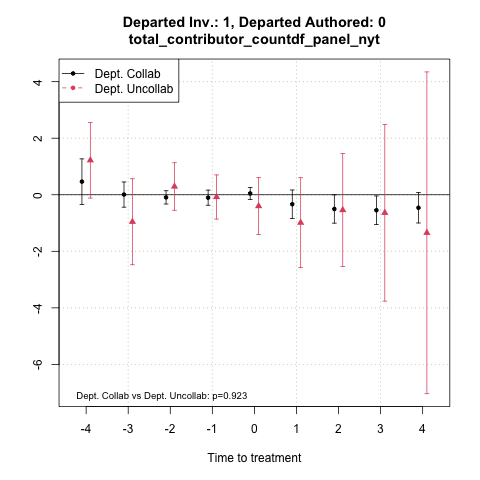 Departed Inv.: 1, Departed Authored: 0
total_contributor_countdf_panel_nyt
Dept. Collab
Dept. Uncollab
4
2
0
-2
-4
-6
Dept. Collab vs Dept. Uncollab: p=0.923
-4 -3 -2 -1 0 1 2 3 4
Time to treatment